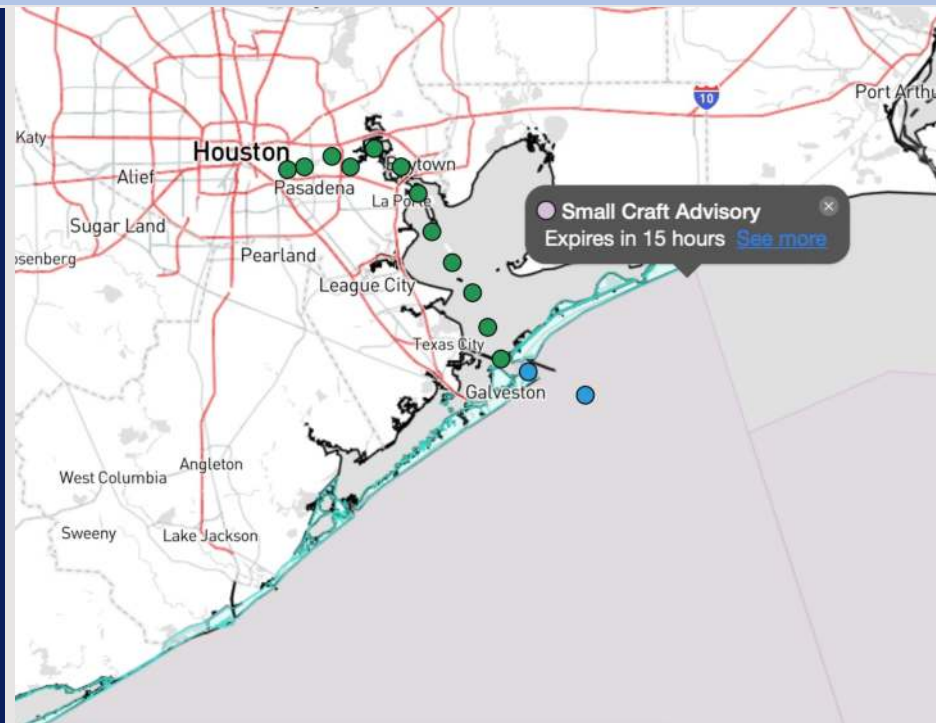 10
Port Arthu
Katy
Houston
Baytown
Alief
Pasadena
La Porte
Small Craft Advisory
Expires in 15 hours See more
Sugar Land
osenberg
Pearland
League City
Texas City
Galveston
Angleton
West Columbia
Sweeny
Lake Jackson